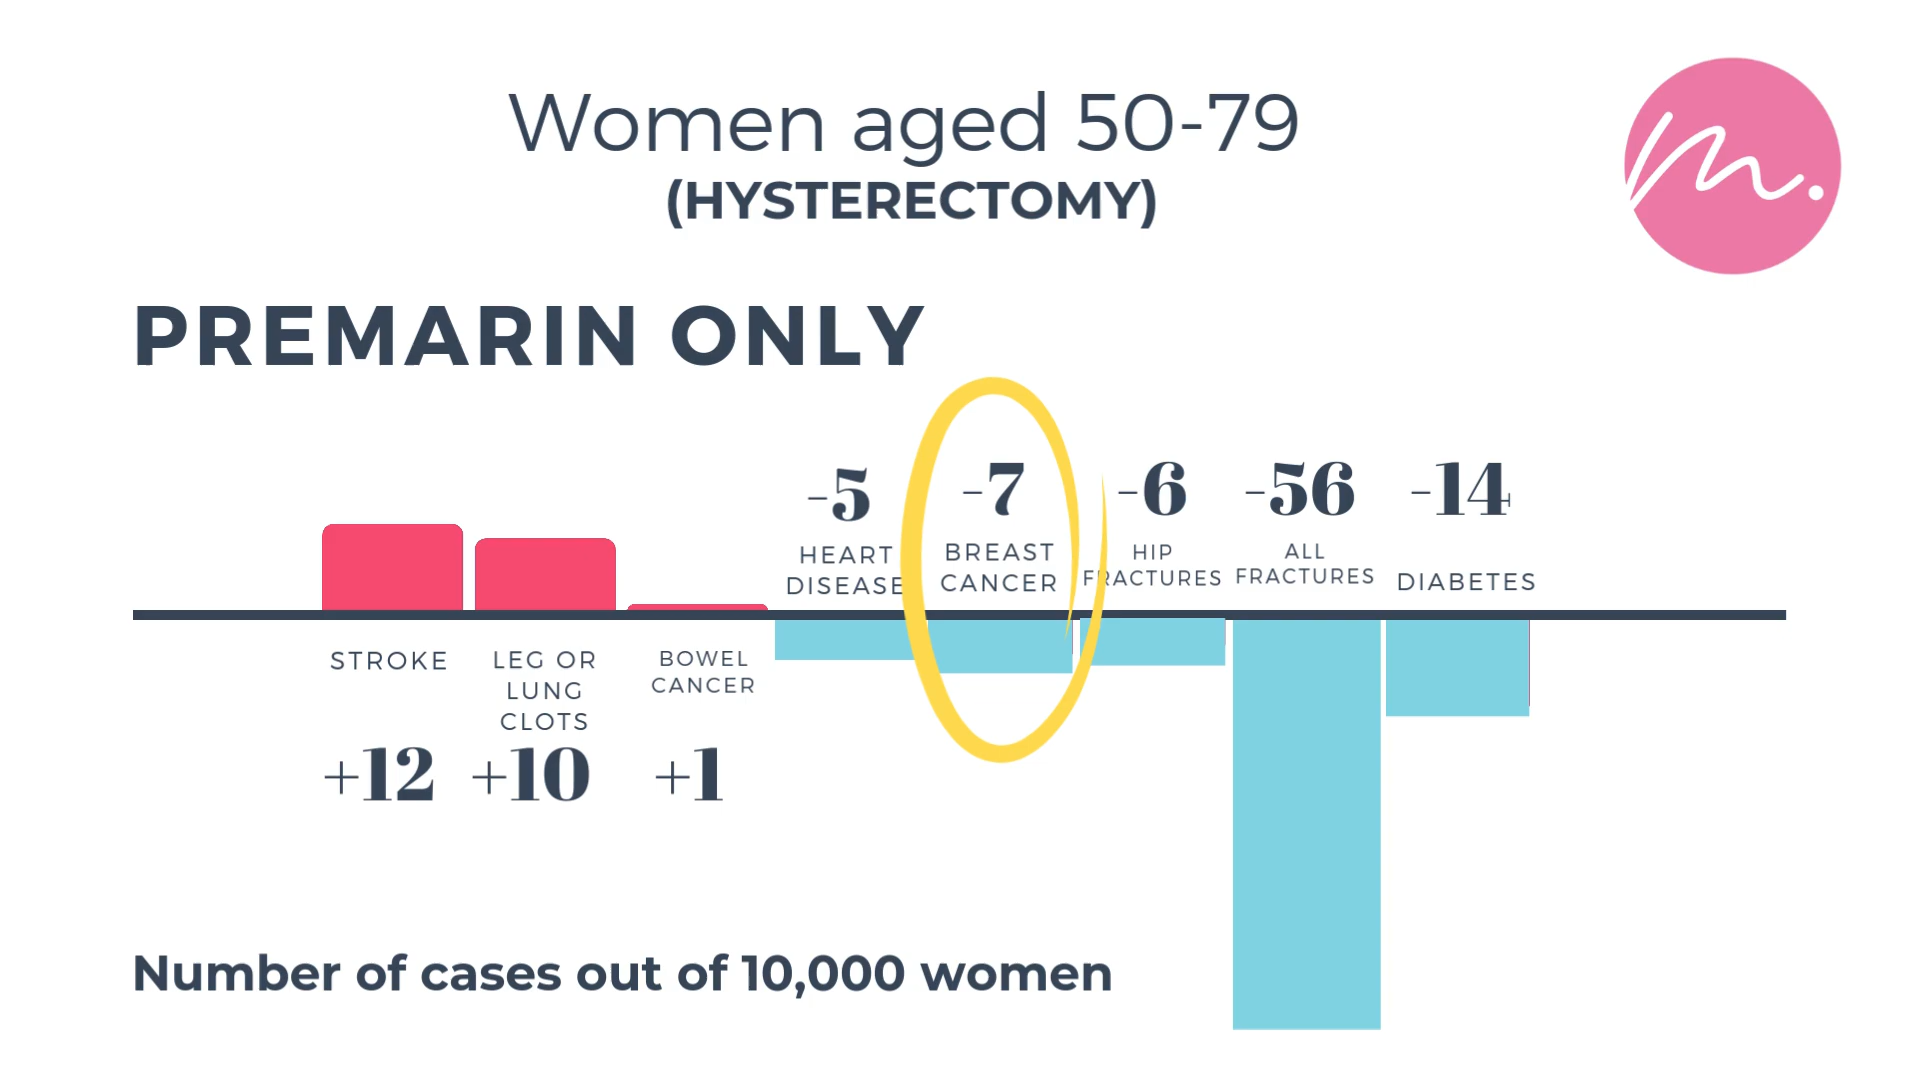 Women aged 50-79
(HYSTERECTOMY)
m.
PREMARIN ONLY
-5
-7
-6
-56
-14
HEART
DISEASE
BREAST
CANCER
HIP
FRACTURES
ALL
FRACTURES
DIABETES
STROKE
LEG OR
LUNG
CLOTS
BOWEL
CANCER
+12
+10
+1
Number of cases out of 10,000 women